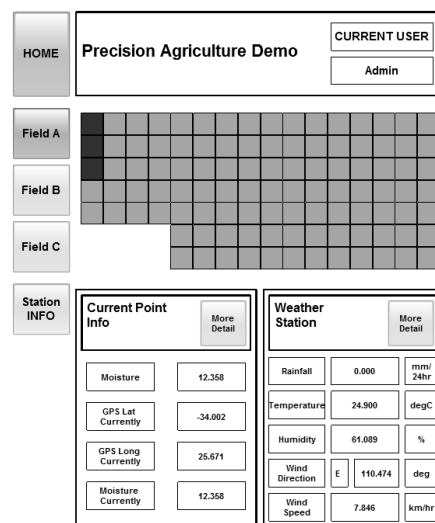 HOME
Precision Agriculture Demo
CURRENT USER
Admin
Field A
Field B
Field C
Station
INFO
Current Point
Info
More
Detail
Moisture 12.358
GPS Lat
Currently
-34.002
GPS Long
Currently
25.671
Moisture
Currently
12.358
Weather
Station
More
Detail
Rainfall 0.000 mm/
24hr
Temperature 24.900 degC
Humidity 61.089 %
Wind
Direction
E 110.474 deg
Wind
Speed
7.846 km/hr